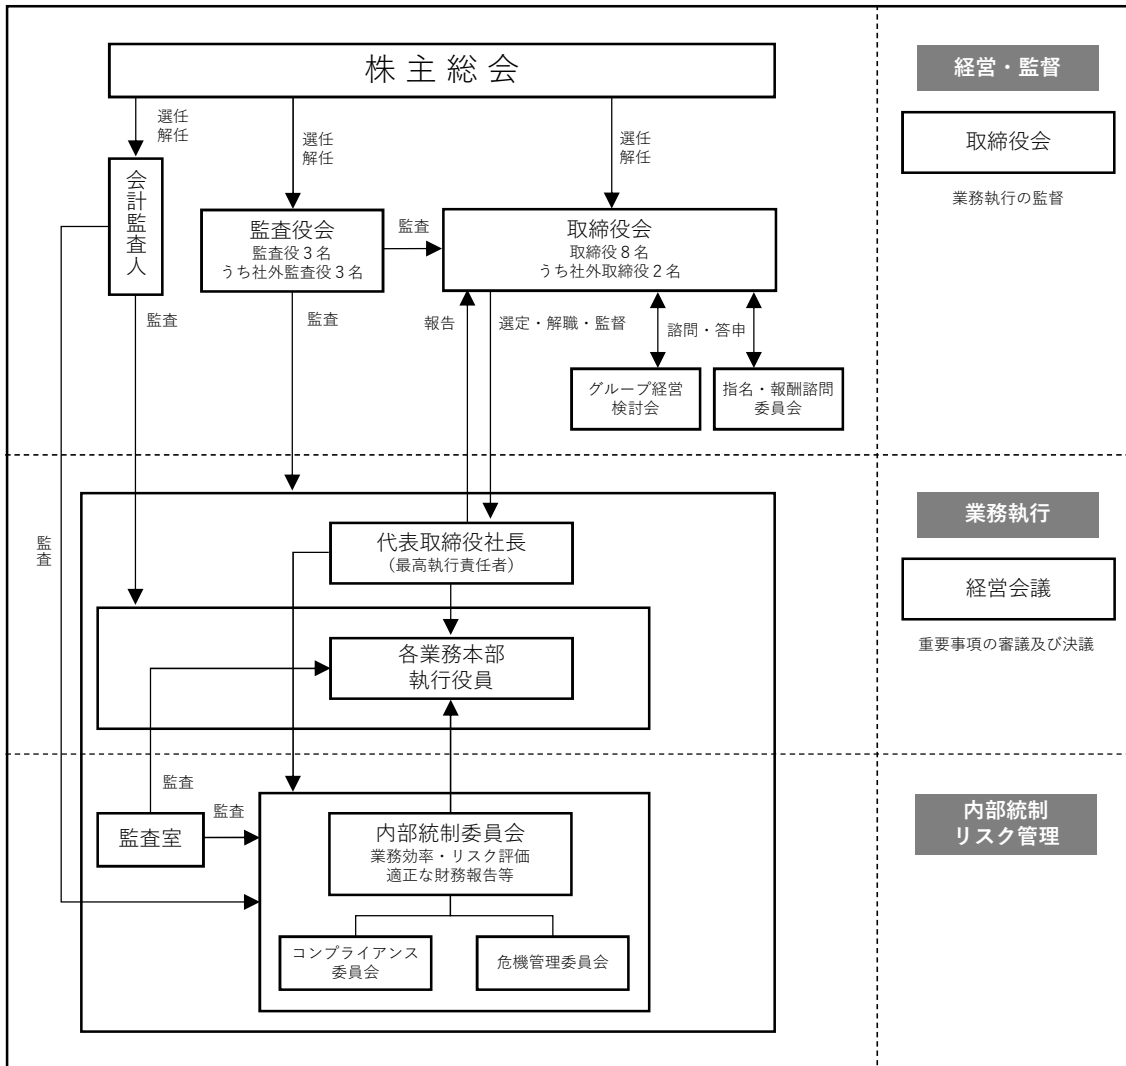 株主総会
選任
解任
選任
解任
選任
解任
会計監査人
監査役会
監査役３名
うち社外監査役３名
監査
取締役会
取締役８名
うち社外取締役２名
監査
監査
報告
選定・解職・監督
諮問・答申
グループ経営
検討会
指名・報酬諮問
委員会
経営・監督
取締役会
業務執行の監督
監査
代表取締役社長
（最高執行責任者）
各業務本部
執行役員
業務執行
経営会議
重要事項の審議及び決議
監査
監査
監査室
内部統制委員会
業務効率・リスク評価
適正な財務報告等
コンプライアンス
委員会
危機管理委員会
内部統制
リスク管理